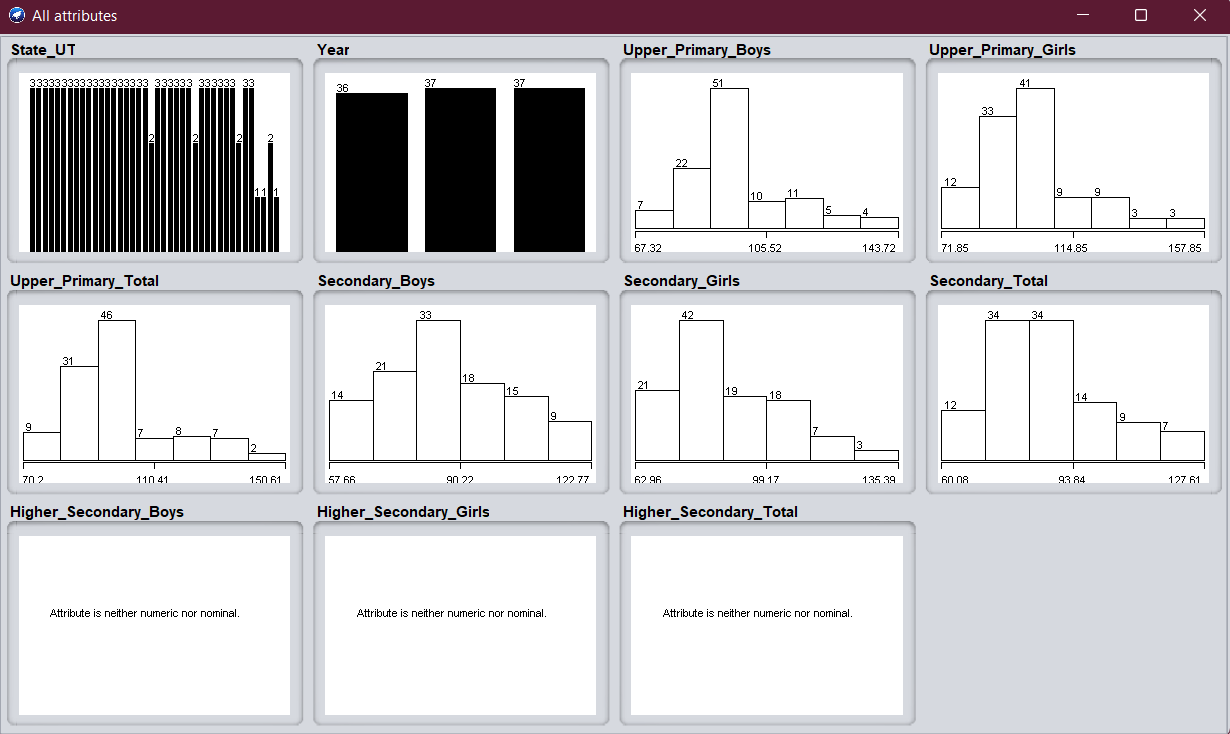 All attributes
State_UT
3333333333333333333 333333 333333 33
2 2 2 2
11 1
Year
36 37 37
Upper_Primary_Boys
7 22 51 10 11 5 4
67.32 105.52 143.72
Upper_Primary_Girls
12 33 41 9 9 3 3
71.85 114.85 157.85
Upper_Primary_Total
9 31 46 7 8 7 2
70.2 110.41 150.61
Secondary_Boys
14 21 33 18 15 9
57.66 90.22 122.77
Secondary_Girls
21 42 19 18 7 3
62.96 99.17 135.39
Secondary_Total
12 34 34 14 9 7
60.08 93.84 127.61
Higher_Secondary_Boys
Attribute is neither numeric nor nominal.
Higher_Secondary_Girls
Attribute is neither numeric nor nominal.
Higher_Secondary_Total
Attribute is neither numeric nor nominal.